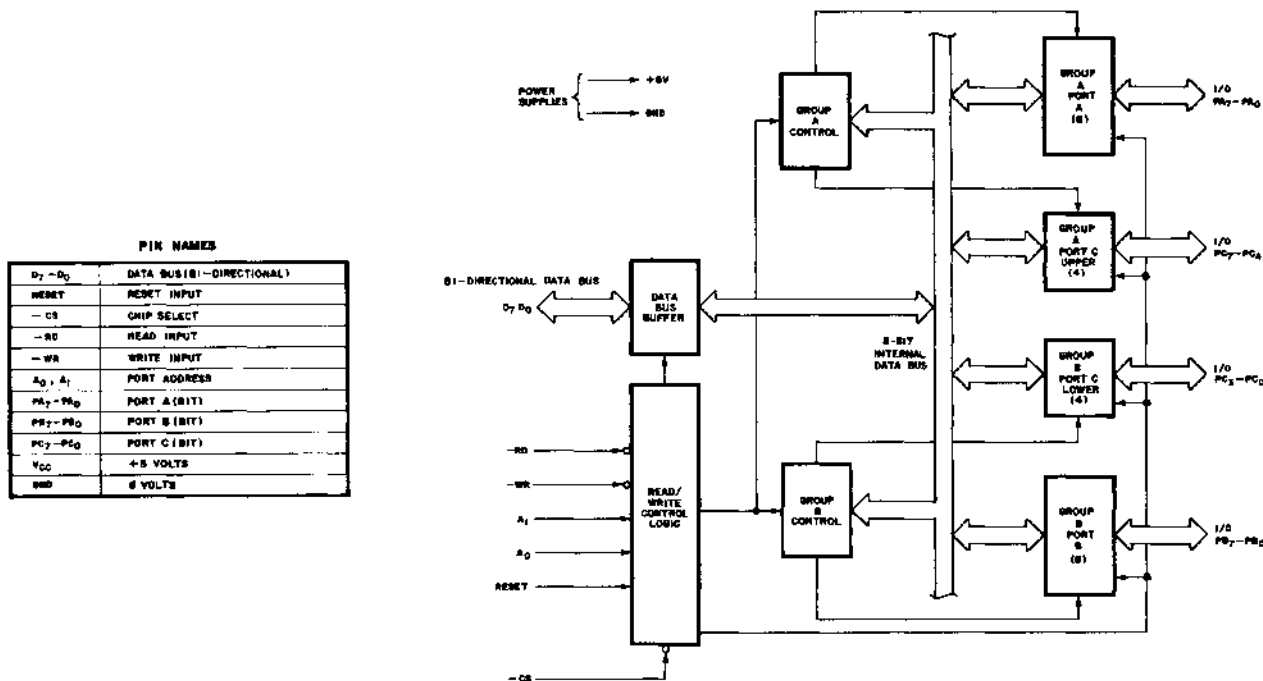 PIN NAMES
D7-D0 DATA BUS (BI-DIRECTIONAL)
RESET RESET INPUT
-CS CHIP SELECT
-RD READ INPUT
-WR WRITE INPUT
A0, A1 PORT ADDRESS
PA7-PA0 PORT A (BIT)
PB7-PB0 PORT B (BIT)
PC7-PC0 PORT C (BIT)
VCC +5 VOLTS
GND 0 VOLTS
POWER
SUPPLIES
+5V
GND
BI-DIRECTIONAL DATA BUS
D7 D0
DATA
BUS
BUFFER
-RD
-WR
A1
A0
RESET
-CS
READ/
WRITE
CONTROL
LOGIC
GROUP
A
CONTROL
GROUP
B
CONTROL
8-BIT
INTERNAL
DATA BUS
GROUP
A
PORT
A
(8)
I/O
PA7-PA0
GROUP
A
PORT C
UPPER
(4)
I/O
PC7-PC4
GROUP
B
PORT C
LOWER
(4)
I/O
PC3-PC0
GROUP
B
PORT
B
(8)
I/O
PB7-PB0